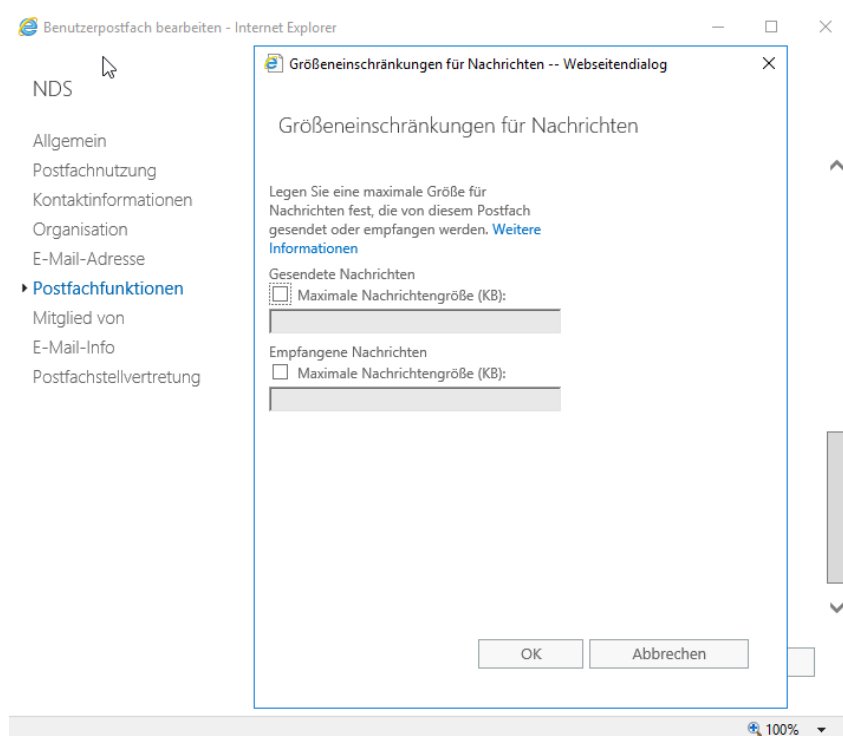 Benutzerpostfach bearbeiten - Internet Explorer
NDS
Allgemein
Postfachnutzung
Kontaktinformationen
Organisation
E-Mail-Adresse
Postfachfunktionen
Mitglied von
E-Mail-Info
Postfachstellvertretung
Größeneinschränkungen für Nachrichten -- Webseitendialog
Größeneinschränkungen für Nachrichten
Legen Sie eine maximale Größe für
Nachrichten fest, die von diesem Postfach
gesendet oder empfangen werden. Weitere
Informationen
Gesendete Nachrichten
Maximale Nachrichtengröße (KB):
Empfangene Nachrichten
Maximale Nachrichtengröße (KB):
OK Abbrechen
100%